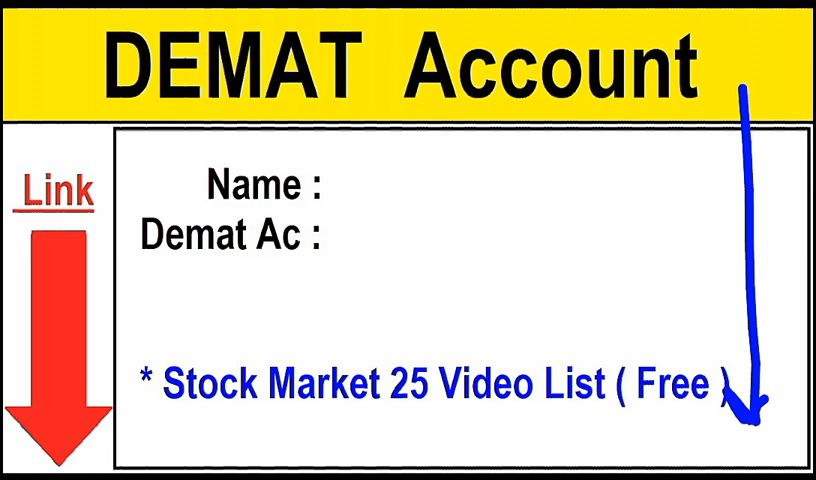 DEMAT Account
Link
Name :
Demat Ac :
* Stock Market 25 Video List ( Free )